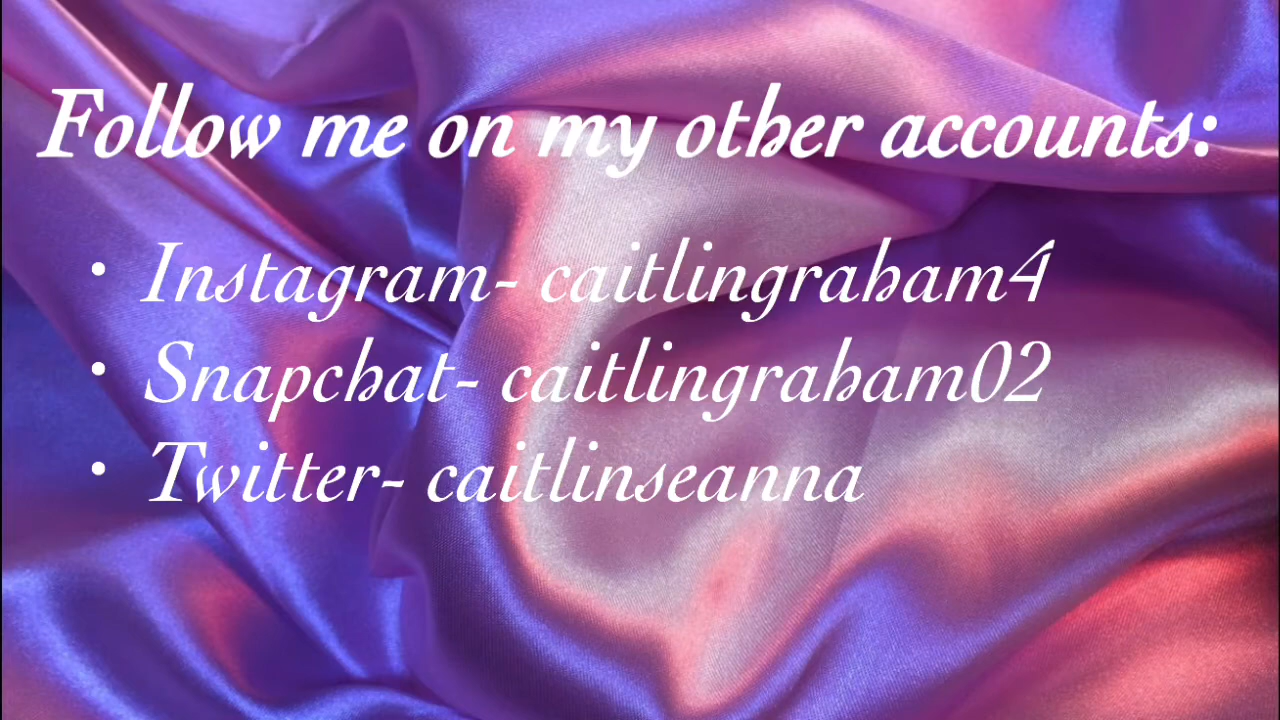 Follow me on my other accounts:
• Instagram- caitlingraham4
• Snapchat- caitlingraham02
• Twitter- caitlinseanna